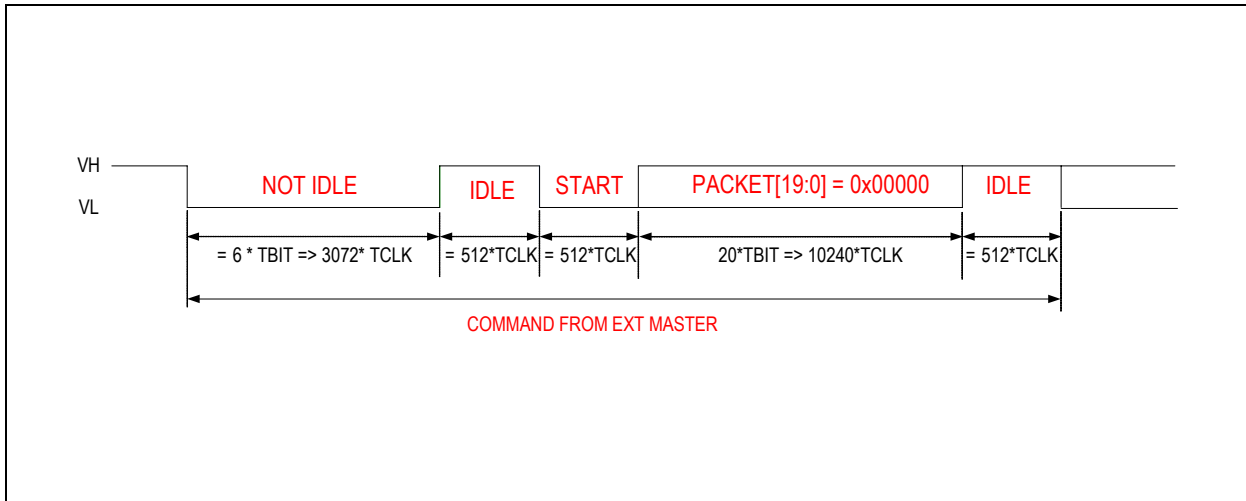 VH
NOT IDLE IDLE START PACKET[19:0] = 0x00000 IDLE
VL
= 6 * TBIT => 3072* TCLK = 512*TCLK = 512*TCLK 20*TBIT => 10240*TCLK = 512*TCLK
COMMAND FROM EXT MASTER